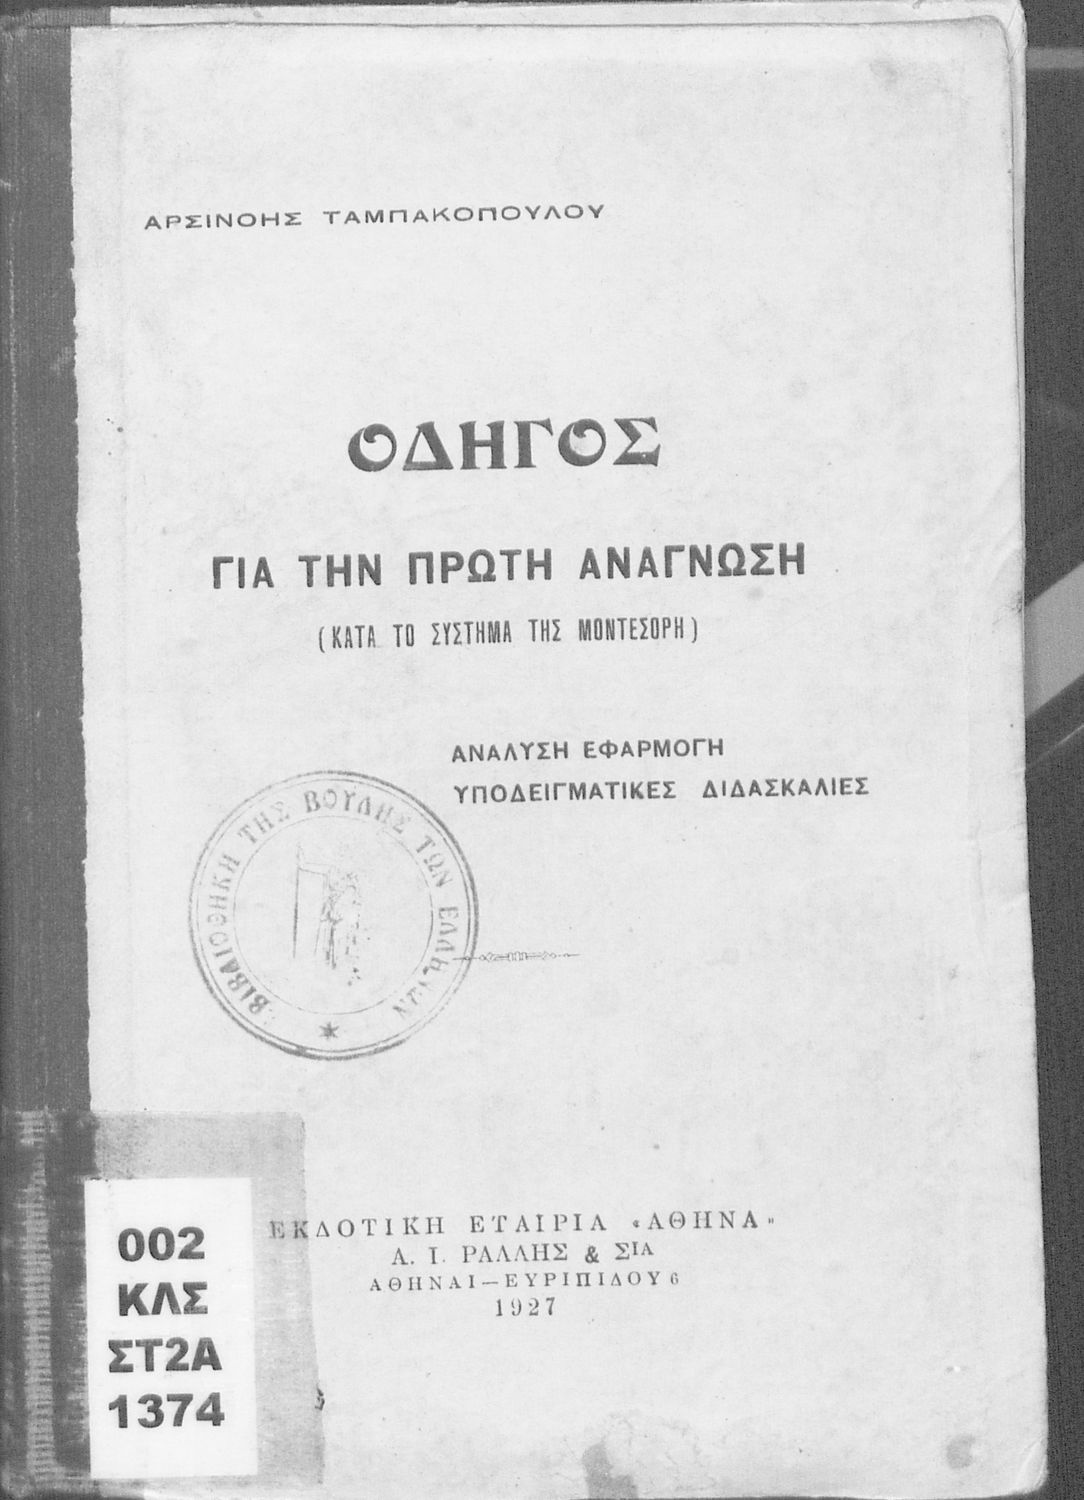 ΑΡΣΙΝΟΗΣ ΤΑΜΠΑΚΟΠΟΥΛΟΥ
ΟΔΗΓΟΣ
ΓΙΑ ΤΗΝ ΠΡΩΤΗ ΑΝΑΓΝΩΣΗ
(ΚΑΤΑ ΤΟ ΣΥΣΤΗΜΑ ΤΗΣ ΜΟΝΤΕΣΟΡΗ)
ΑΝΑΛΥΣΗ ΕΦΑΡΜΟΓΗ
ΥΠΟΔΕΙΓΜΑΤΙΚΕΣ ΔΙΔΑΣΚΑΛΙΕΣ
ΒΙΒΛΙΟΘΗΚΗ ΤΗΣ ΒΟΥΛΗΣ ΤΩΝ ΕΛΛΗΝΩΝ
ΕΚΔΟΤΙΚΗ ΕΤΑΙΡΙΑ «ΑΘΗΝΑ»
Α. Ι. ΡΑΛΛΗΣ & ΣΙΑ
ΑΘΗΝΑΙ—ΕΥΡΙΠΙΔΟΥ 6
1927
002
ΚΛΣ
ΣΤ2Α
1374